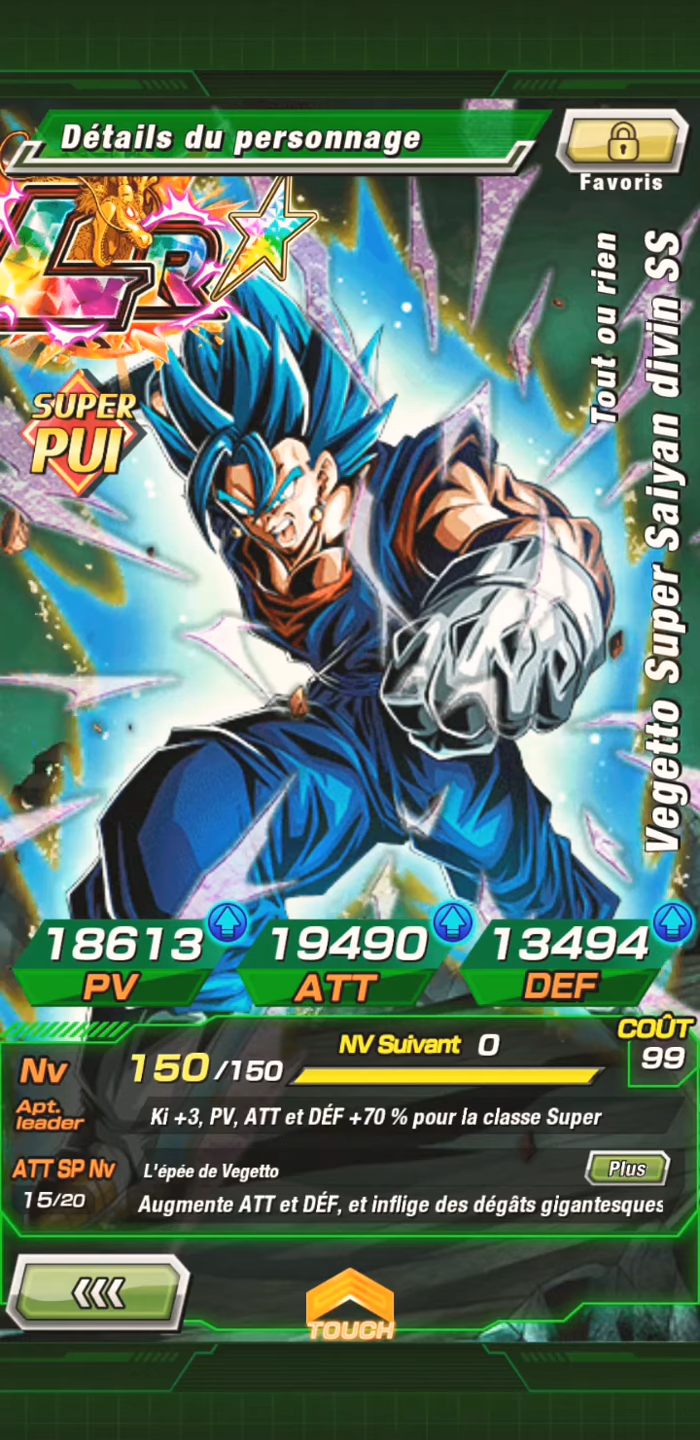 Détails du personnage
Favoris
LR
SUPER
PUI
Tout ou rien
Vegetto Super Saiyan divin SS
18613
PV
19490
ATT
13494
DEF
COÛT
99
NV Suivant 0
Nv 150/150
Apt. leader
Ki +3, PV, ATT et DÉF +70 % pour la classe Super
ATT SP Nv
15/20
L'épée de Vegetto
Plus
Augmente ATT et DÉF, et inflige des dégâts gigantesques
TOUCH